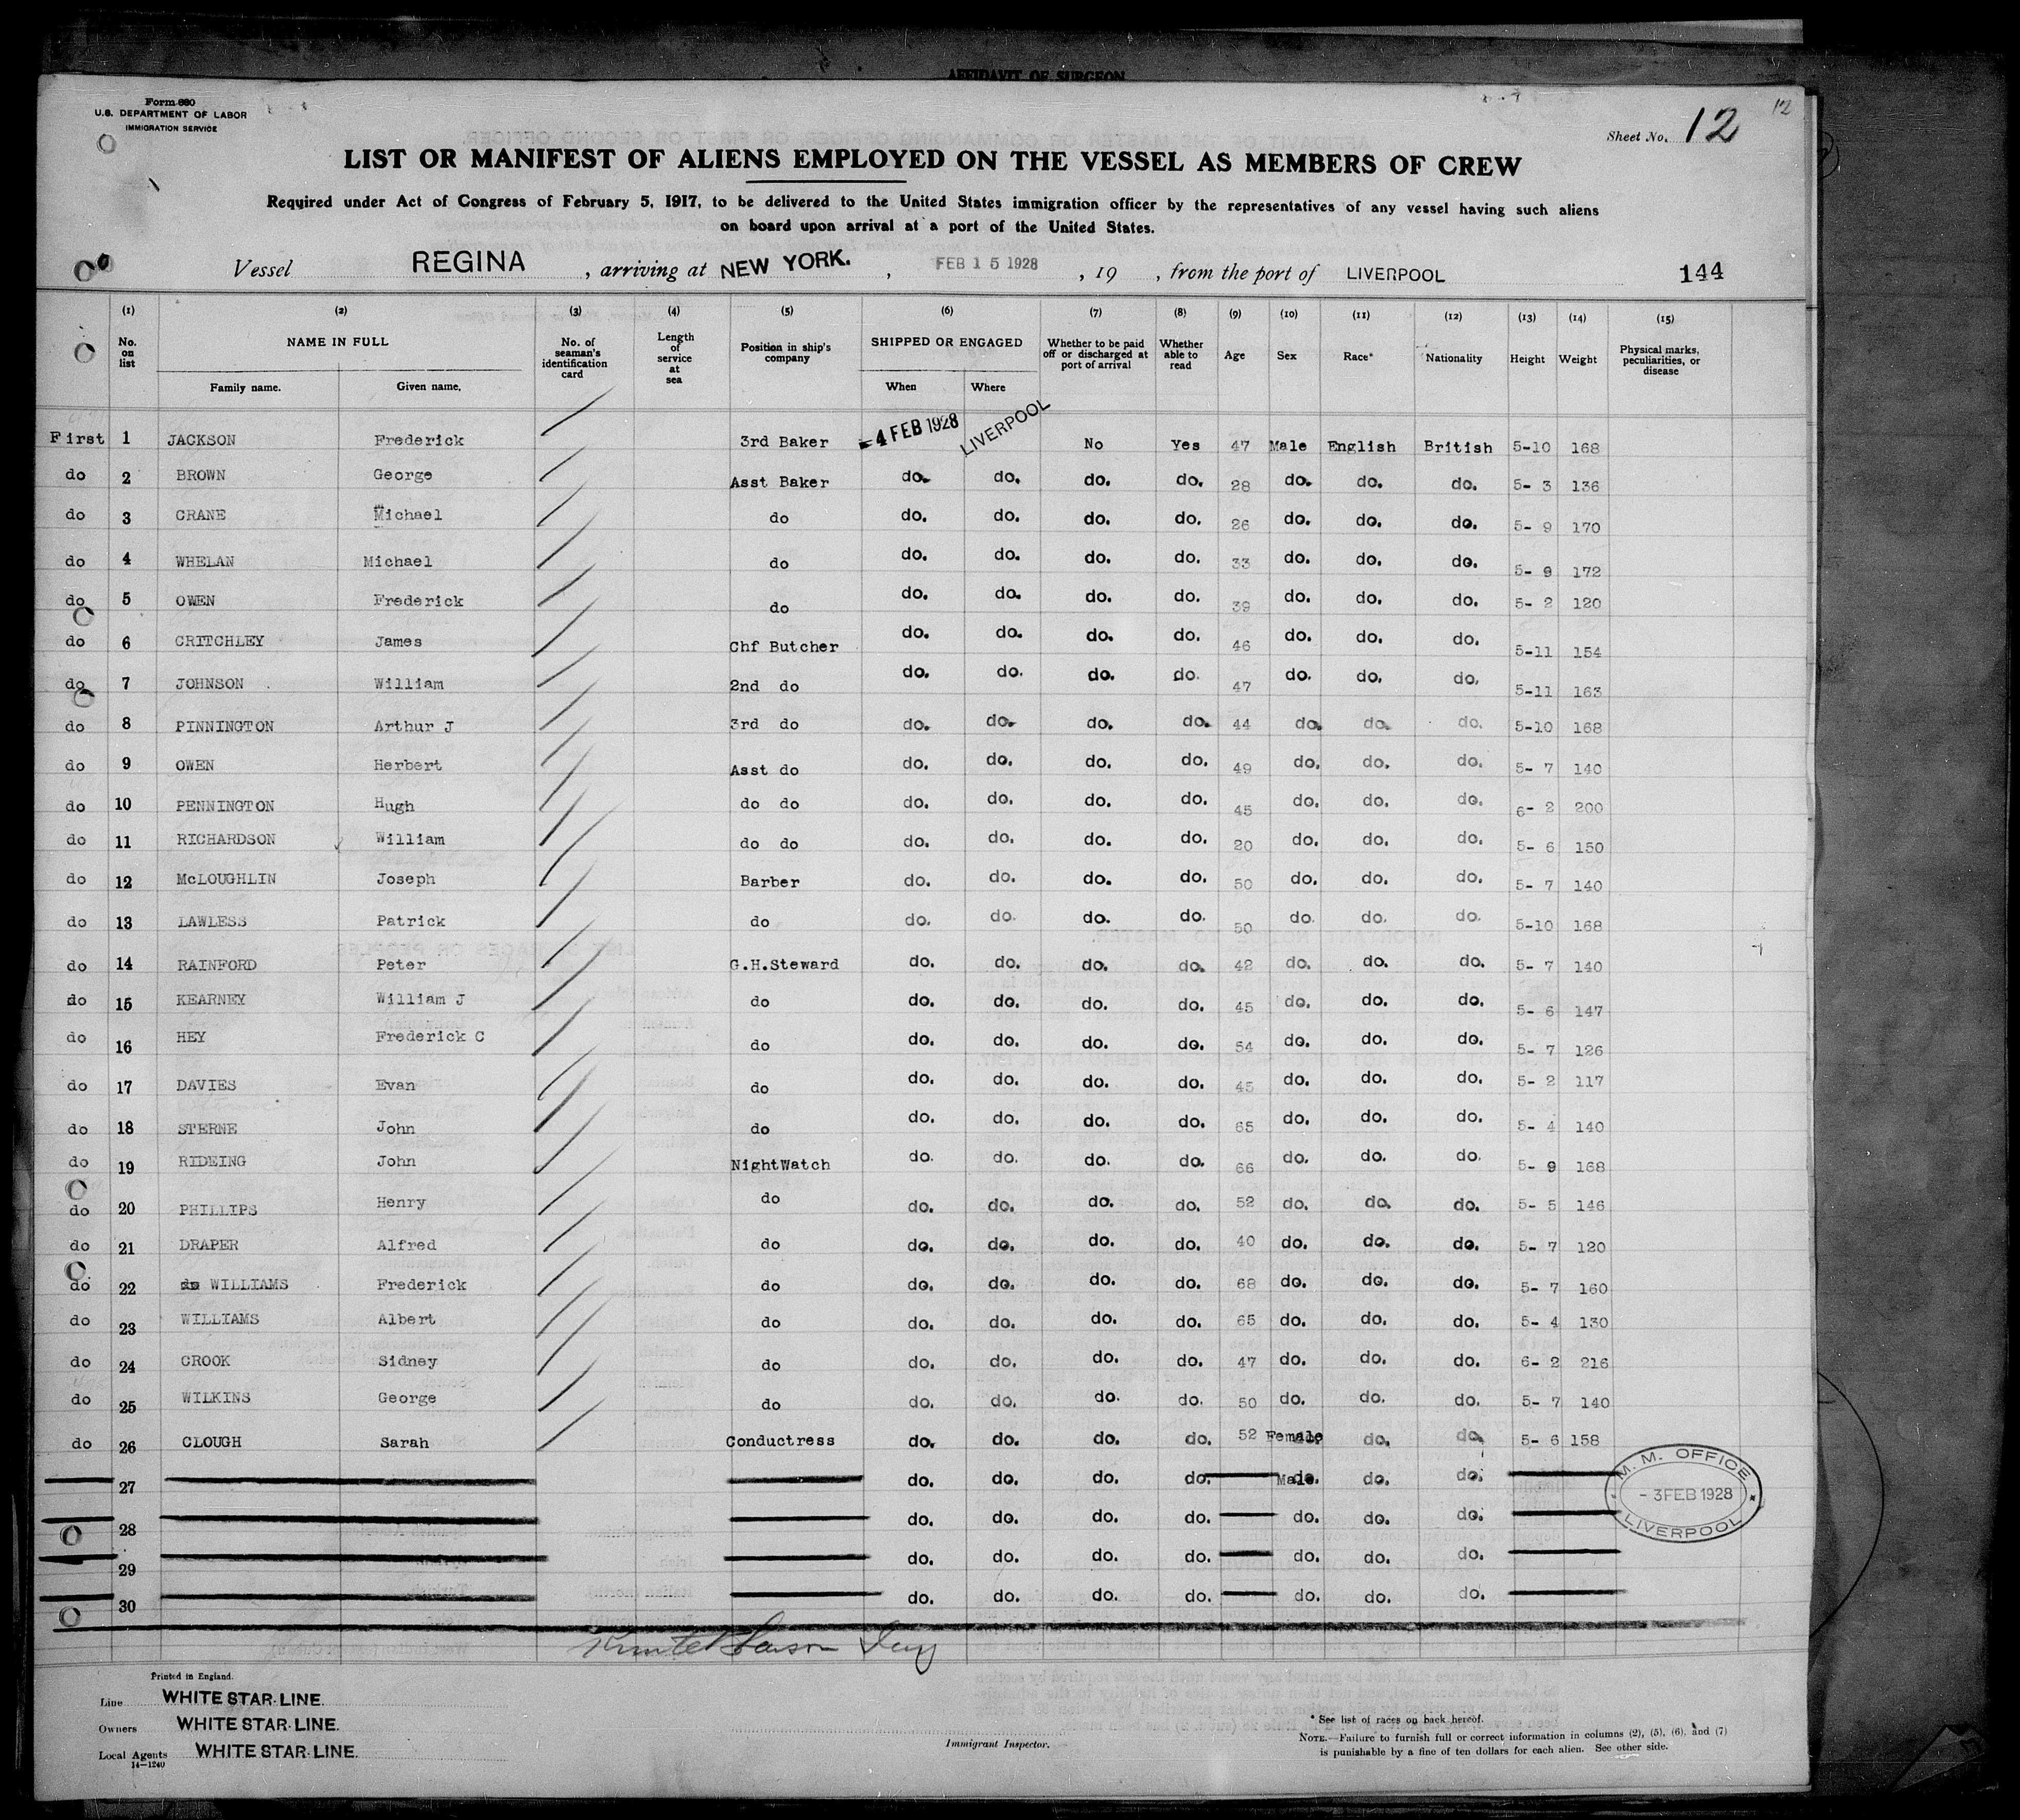 AFFIDAVIT OF SURGEON
Form 680
U.S. DEPARTMENT OF LABOR
IMMIGRATION SERVICE
Sheet No. 12
12
LIST OR MANIFEST OF ALIENS EMPLOYED ON THE VESSEL AS MEMBERS OF CREW
Required under Act of Congress of February 5, 1917, to be delivered to the United States immigration officer by the representatives of any vessel having such aliens
on board upon arrival at a port of the United States.
Vessel REGINA , arriving at NEW YORK. , FEB 15 1928 , 19 , from the port of LIVERPOOL 144
(1) (2) (3) (4) (5) (6) (7) (8) (9) (10) (11) (12) (13) (14) (15)
No. on list NAME IN FULL Family name. Given name. No. of seaman's identification card Length of service at sea Position in ship's company SHIPPED OR ENGAGED When Where Whether to be paid off or discharged at port of arrival Whether able to read Age Sex Race* Nationality Height Weight Physical marks, peculiarities, or disease
First 1 JACKSON Frederick 3rd Baker -4 FEB 1928 LIVERPOOL No Yes 47 Male English British 5-10 168
do 2 BROWN George Asst Baker do. do. do. do. 28 do. do. do. 5- 3 136
do 3 CRANE Michael do do. do. do. do. 26 do. do. do. 5- 9 170
do 4 WHELAN Michael do do. do. do. do. 33 do. do. do. 5- 9 172
do 5 OWEN Frederick do do. do. do. do. 39 do. do. do. 5- 2 120
do 6 CRITCHLEY James Chf Butcher do. do. do. do. 46 do. do. do. 5-11 154
do 7 JOHNSON William 2nd do do. do. do. do. 47 do. do. do. 5-11 163
do 8 PINNINGTON Arthur J 3rd do do. do. do. do. 44 do. do. do. 5-10 168
do 9 OWEN Herbert Asst do do. do. do. do. 49 do. do. do. 5- 7 140
do 10 PENNINGTON Hugh do do do. do. do. do. 45 do. do. do. 6- 2 200
do 11 RICHARDSON William do do do. do. do. do. 20 do. do. do. 5- 6 150
do 12 McLOUGHLIN Joseph Barber do. do. do. do. 50 do. do. do. 5- 7 140
do 13 LAWLESS Patrick do do. do. do. do. 50 do. do. do. 5-10 168
do 14 RAINFORD Peter G.H.Steward do. do. do. do. 42 do. do. do. 5- 7 140
do 15 KEARNEY William J do do. do. do. do. 45 do. do. do. 5- 6 147
do 16 HEY Frederick C do do. do. do. do. 54 do. do. do. 5- 7 126
do 17 DAVIES Evan do do. do. do. do. 45 do. do. do. 5- 2 117
do 18 STERNE John do do. do. do. do. 65 do. do. do. 5- 4 140
do 19 RIDEING John NightWatch do. do. do. do. 66 do. do. do. 5- 9 168
do 20 PHILLIPS Henry do do. do. do. do. 52 do. do. do. 5- 5 146
do 21 DRAPER Alfred do do. do. do. do. 40 do. do. do. 5- 7 120
do 22 do WILLIAMS Frederick do do. do. do. do. 68 do. do. do. 5- 7 160
do 23 WILLIAMS Albert do do. do. do. do. 65 do. do. do. 5- 4 130
do 24 CROOK Sidney do do. do. do. do. 47 do. do. do. 6- 2 216
do 25 WILKINS George do do. do. do. do. 50 do. do. do. 5- 7 140
do 26 CLOUGH Sarah Conductress do. do. do. do. 52 Female do. do. do. 5- 6 158
27 do. do. do. do. Male do. do. do.
28 do. do. do. do. do. do. do.
29 do. do. do. do. do. do. do.
30 do. do. do. do. do. do. do.
M. M. OFFICE
- 3 FEB 1928
LIVERPOOL
Printed in England.
Line WHITE STAR LINE.
Owners WHITE STAR LINE.
Local Agents WHITE STAR LINE.
14-1240
Immigrant Inspector.
* See list of races on back hereof.
NOTE.—Failure to furnish full or correct information in columns (2), (5), (6), and (7)
is punishable by a fine of ten dollars for each alien. See other side.